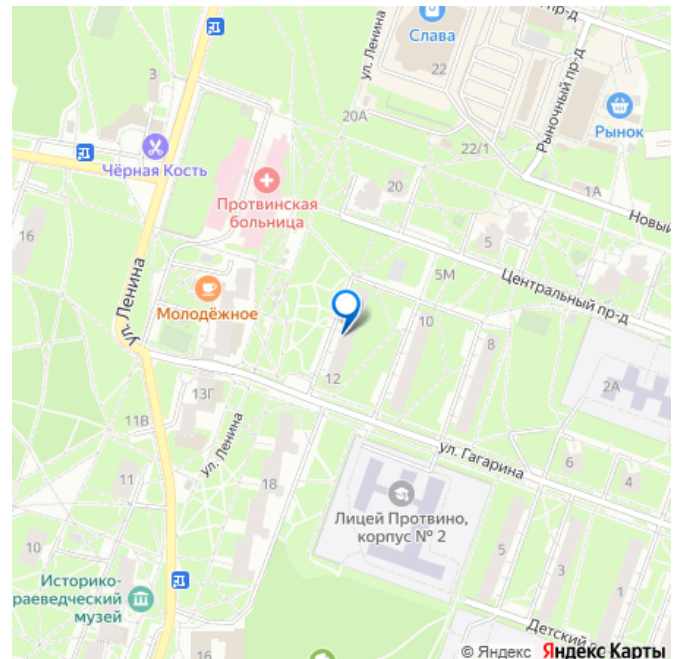 Слава
22
пр-д
ул. Ленина
20А
Рыночный пр-д
Рынок
3
Чёрная Кость
22/1
20
1А
Протвинская
больница
Новый
16
5
5М
Центральный пр-д
ул. Ленина
Молодёжное
10
8
12
2А
13Г
11В
ул. Ленина
ул. Гагарина
11
18
6
4
Лицей Протвино,
корпус № 2
10
5
3
1
Историко-
раеведческий
музей
Детский
16
© Яндекс Яндекс Карты